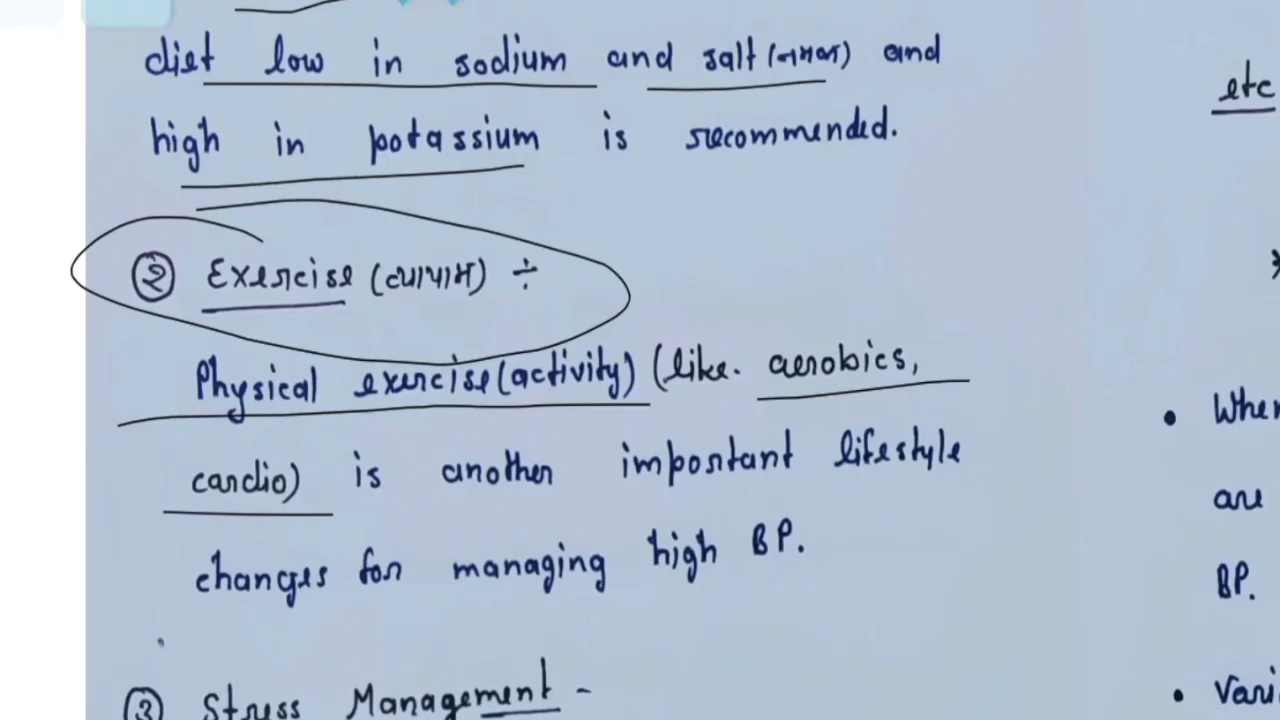 diet low in sodium and salt (नमक) and
high in potassium is recommended.
② Exercise (व्यायाम) ÷
Physical exercise (activity) (like. aerobics,
cardio) is another important lifestyle
changes for managing high BP.
③ Stress Management -
etc
• When
are
BP.
• Vari